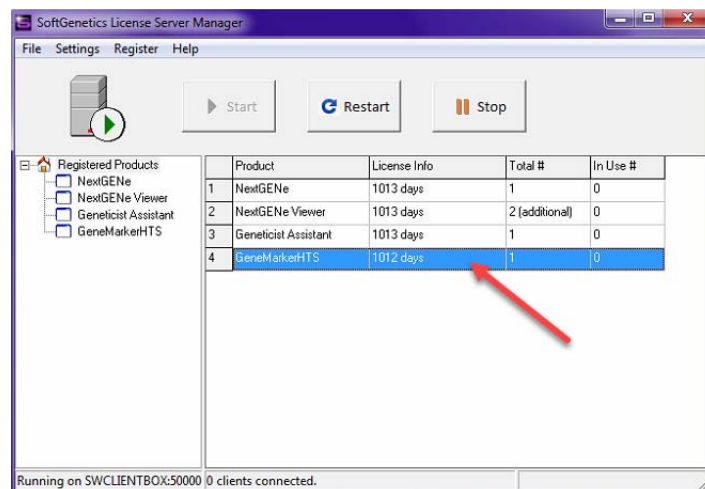 SoftGenetics License Server Manager
File Settings Register Help
Start Restart Stop
Registered Products
NextGENe
NextGENe Viewer
Geneticist Assistant
GeneMarkerHTS
Product License Info Total # In Use #
1 NextGENe 1013 days 1 0
2 NextGENe Viewer 1013 days 2 (additional) 0
3 Geneticist Assistant 1013 days 1 0
4 GeneMarkerHTS 1012 days 1 0
Running on SWCLIENTBOX:50000 0 clients connected.